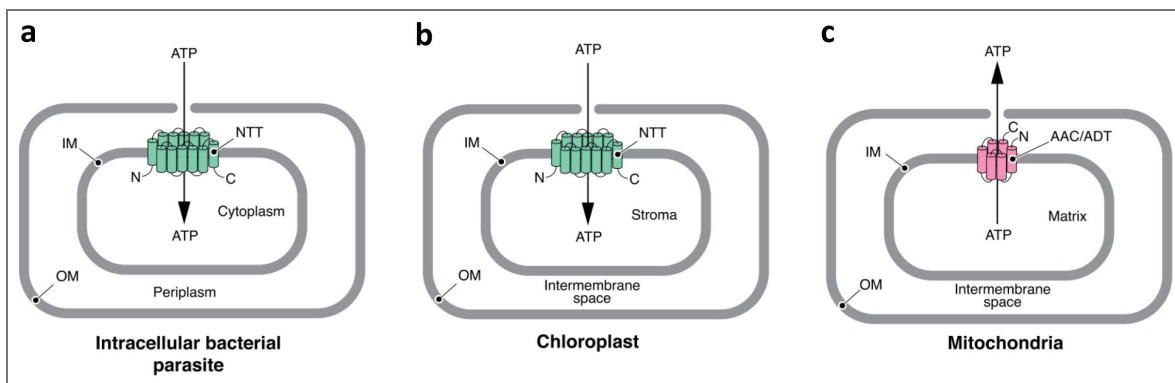 a
ATP
NTT
IM
N
C
Cytoplasm
ATP
OM
Periplasm
Intracellular bacterial
parasite
b
ATP
NTT
IM
N
C
Stroma
ATP
OM
Intermembrane
space
Chloroplast
c
ATP
C
N
AAC/ADT
IM
Matrix
ATP
OM
Intermembrane
space
Mitochondria